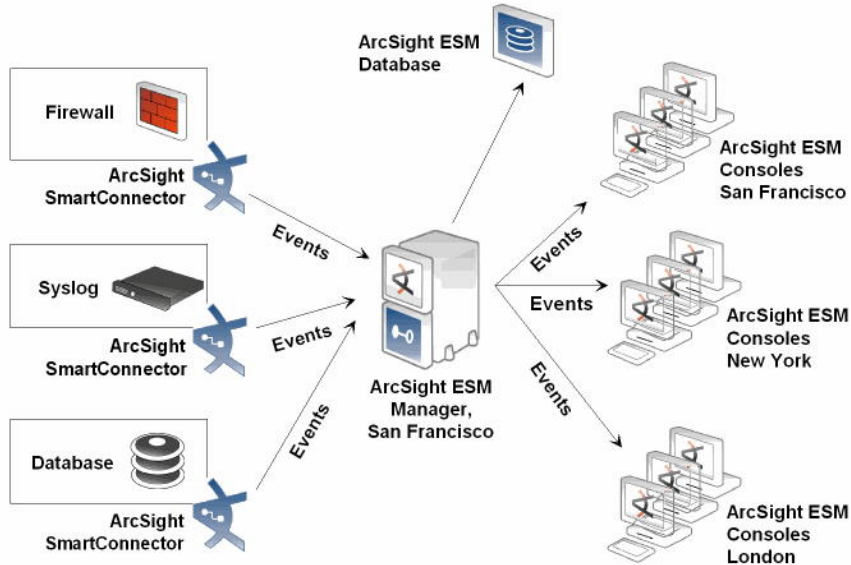 ArcSight ESM
Database
Firewall
ArcSight
SmartConnector
Events
Syslog
ArcSight
SmartConnector
Events
Database
ArcSight
SmartConnector
Events
ArcSight ESM
Manager,
San Francisco
Events
ArcSight ESM
Consoles
San Francisco
Events
ArcSight ESM
Consoles
New York
Events
ArcSight ESM
Consoles
London